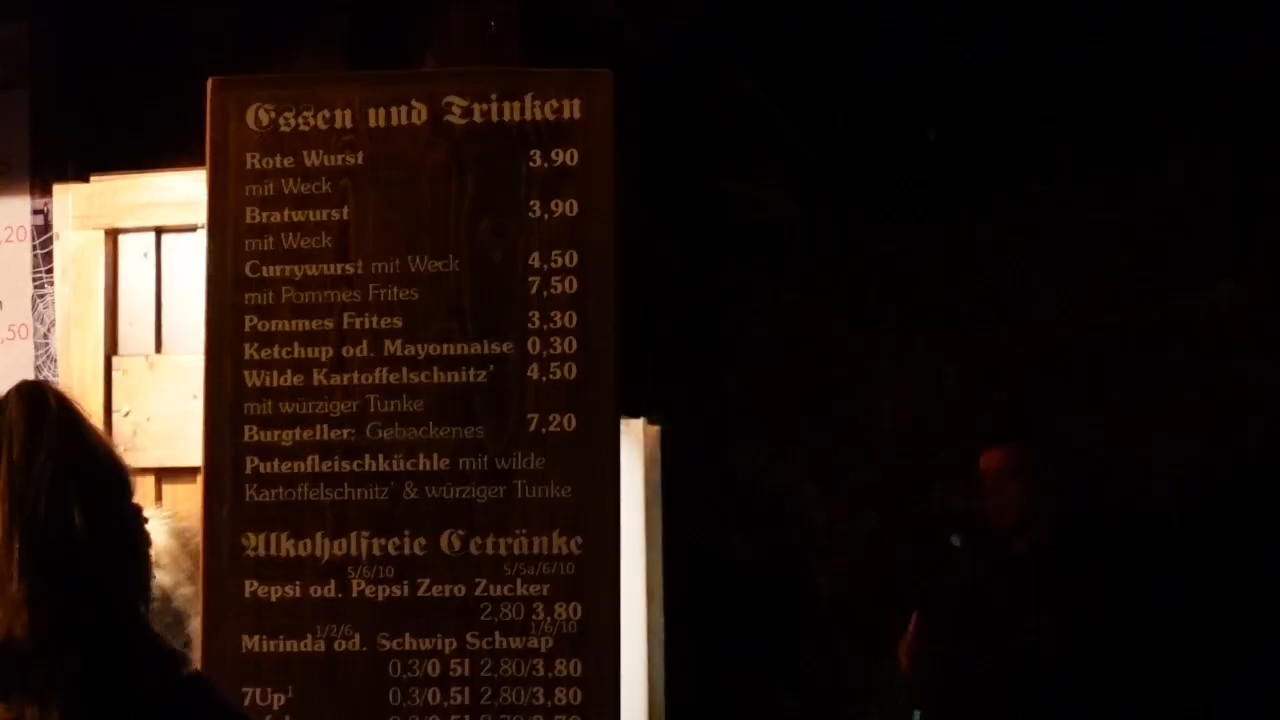 ,20
,50
Essen und Trinken
Rote Wurst 3,90
mit Weck
Bratwurst 3,90
mit Weck
Currywurst mit Weck 4,50
mit Pommes Frites 7,50
Pommes Frites 3,30
Ketchup od. Mayonnaise 0,30
Wilde Kartoffelschnitz' 4,50
mit würziger Tunke
Burgteller: Gebackenes 7,20
Putenfleischküchle mit wilde
Kartoffelschnitz' & würziger Tunke
Alkoholfreie Getränke
5/6/10 5/5a/6/10
Pepsi od. Pepsi Zero Zucker
2,80 3,80
1/2/6 1/6/10
Mirinda od. Schwip Schwap
0,3/0 5l 2,80/3,80
7Up¹ 0,3/0,5l 2,80/3,80